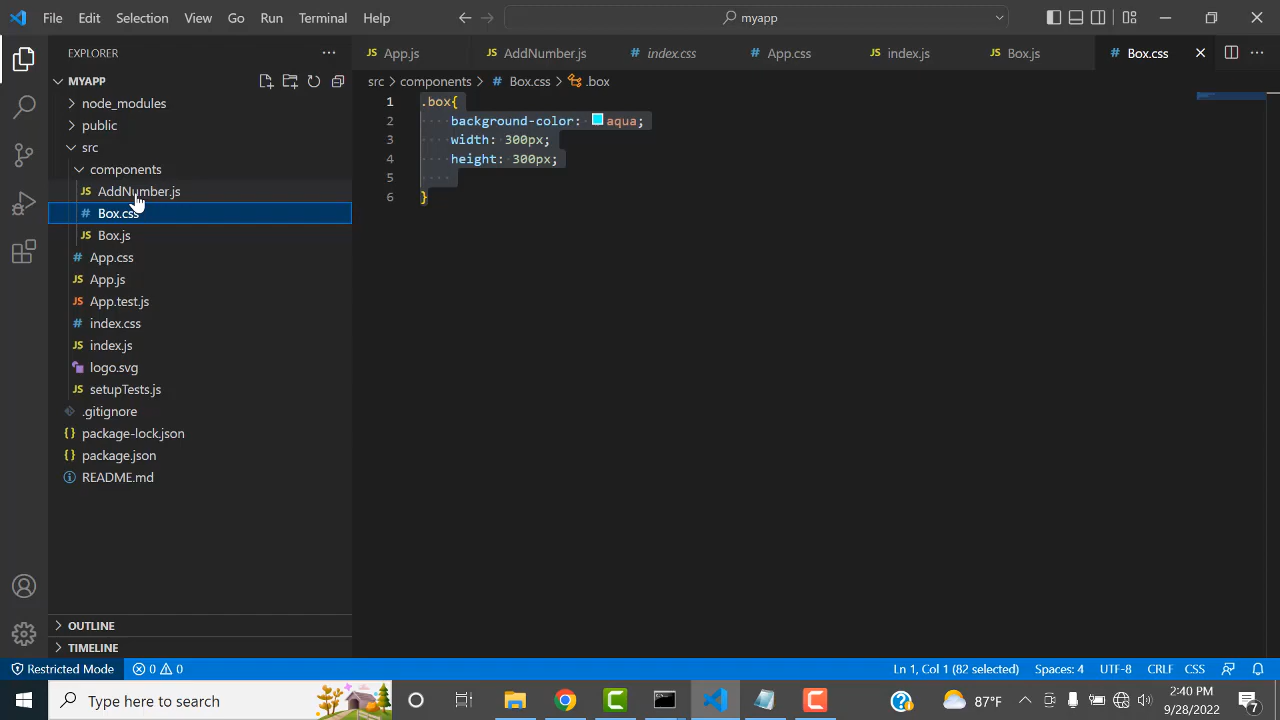 File Edit Selection View Go Run Terminal Help
myapp
EXPLORER
MYAPP
node_modules
public
src
components
AddNumber.js
Box.css
Box.js
App.css
App.js
App.test.js
index.css
index.js
logo.svg
setupTests.js
.gitignore
package-lock.json
package.json
README.md
OUTLINE
TIMELINE
App.js AddNumber.js index.css App.css index.js Box.js Box.css
src > components > # Box.css > .box
1 .box{
2 background-color: aqua;
3 width: 300px;
4 height: 300px;
5
6 }
Restricted Mode 0 0 Ln 1, Col 1 (82 selected) Spaces: 4 UTF-8 CRLF CSS
Type here to search
87°F
2:40 PM
9/28/2022
7